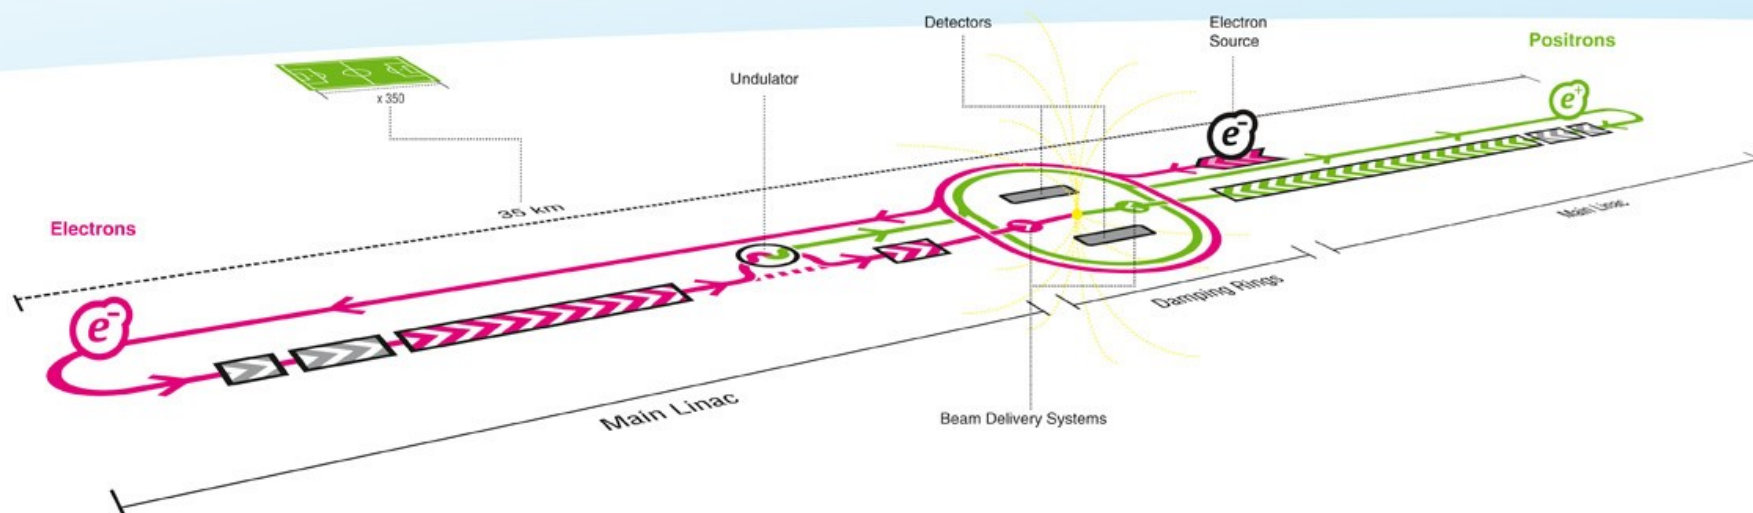 Detectors
Electron
Source
Positrons
Undulator
x 350
e+
e-
35 km
Electrons
Main Linac
e-
Damping Rings
Main Linac
Beam Delivery Systems